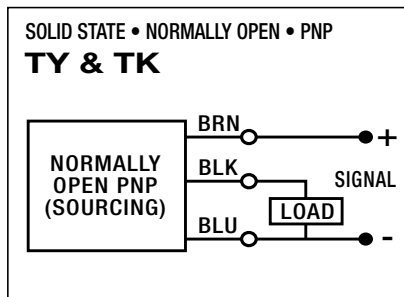 SOLID STATE • NORMALLY OPEN • PNP
TY & TK
BRN
+
NORMALLY
OPEN PNP
(SOURCING)
BLK
SIGNAL
LOAD
BLU
-